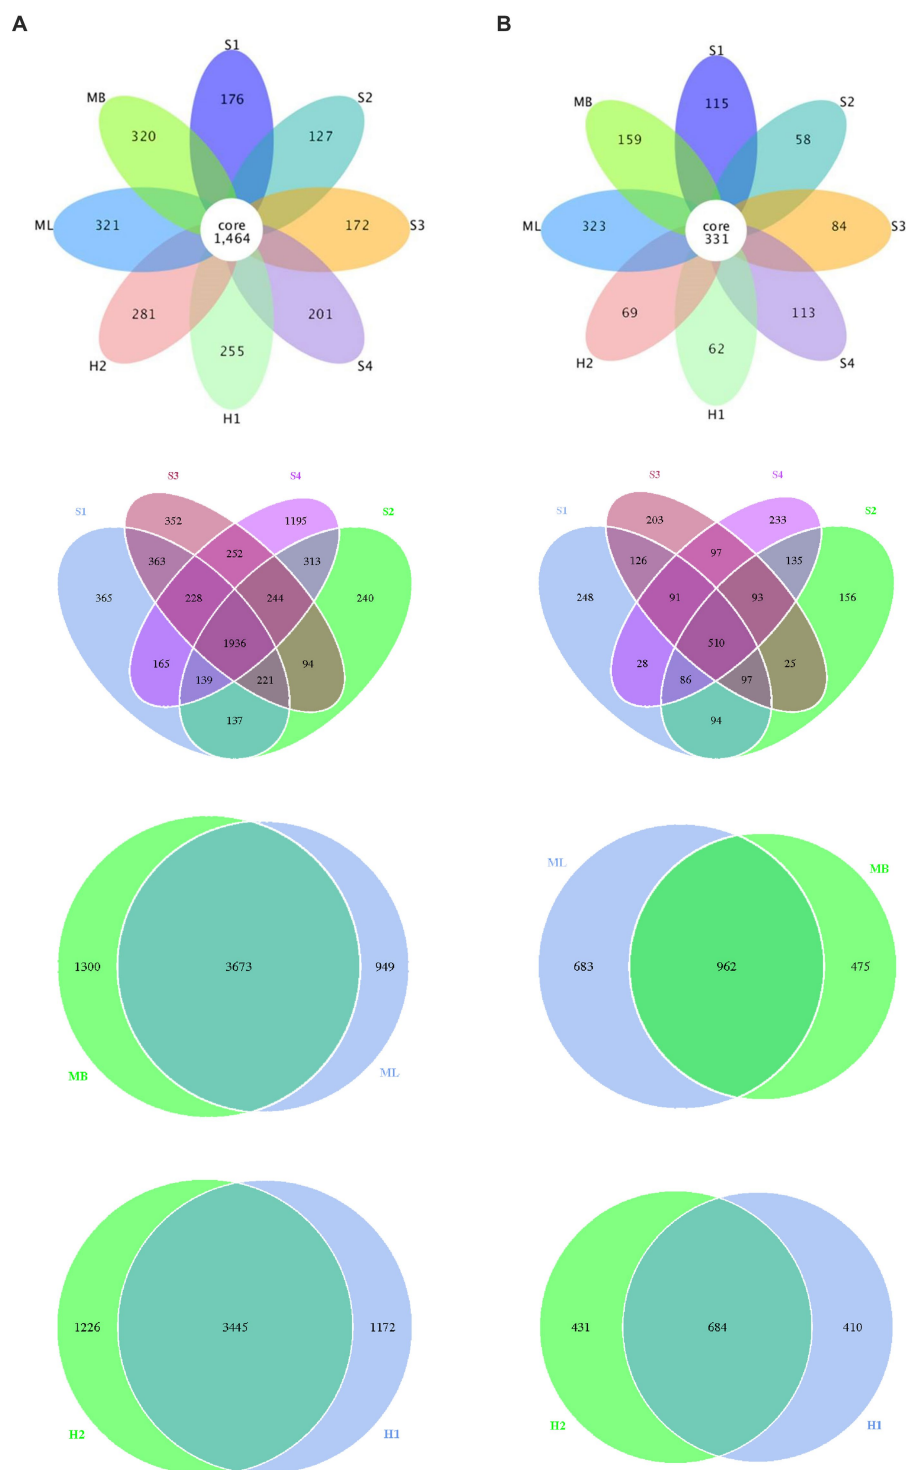 A
B
S1
S2
S3
S4
H1
H2
ML
MB
176
127
172
201
255
281
321
320
core
1,464
S1
S2
S3
S4
H1
H2
ML
MB
115
58
84
113
62
69
323
159
core
331
S3
S4
S1
S2
352
1195
363
252
313
365
228
244
240
1936
165
139
221
94
137
S3
S4
S1
S2
203
233
126
97
135
248
91
93
156
510
28
86
97
25
94
1300
3673
949
MB
ML
ML
MB
683
962
475
1226
3445
1172
H2
H1
431
684
410
H2
H1